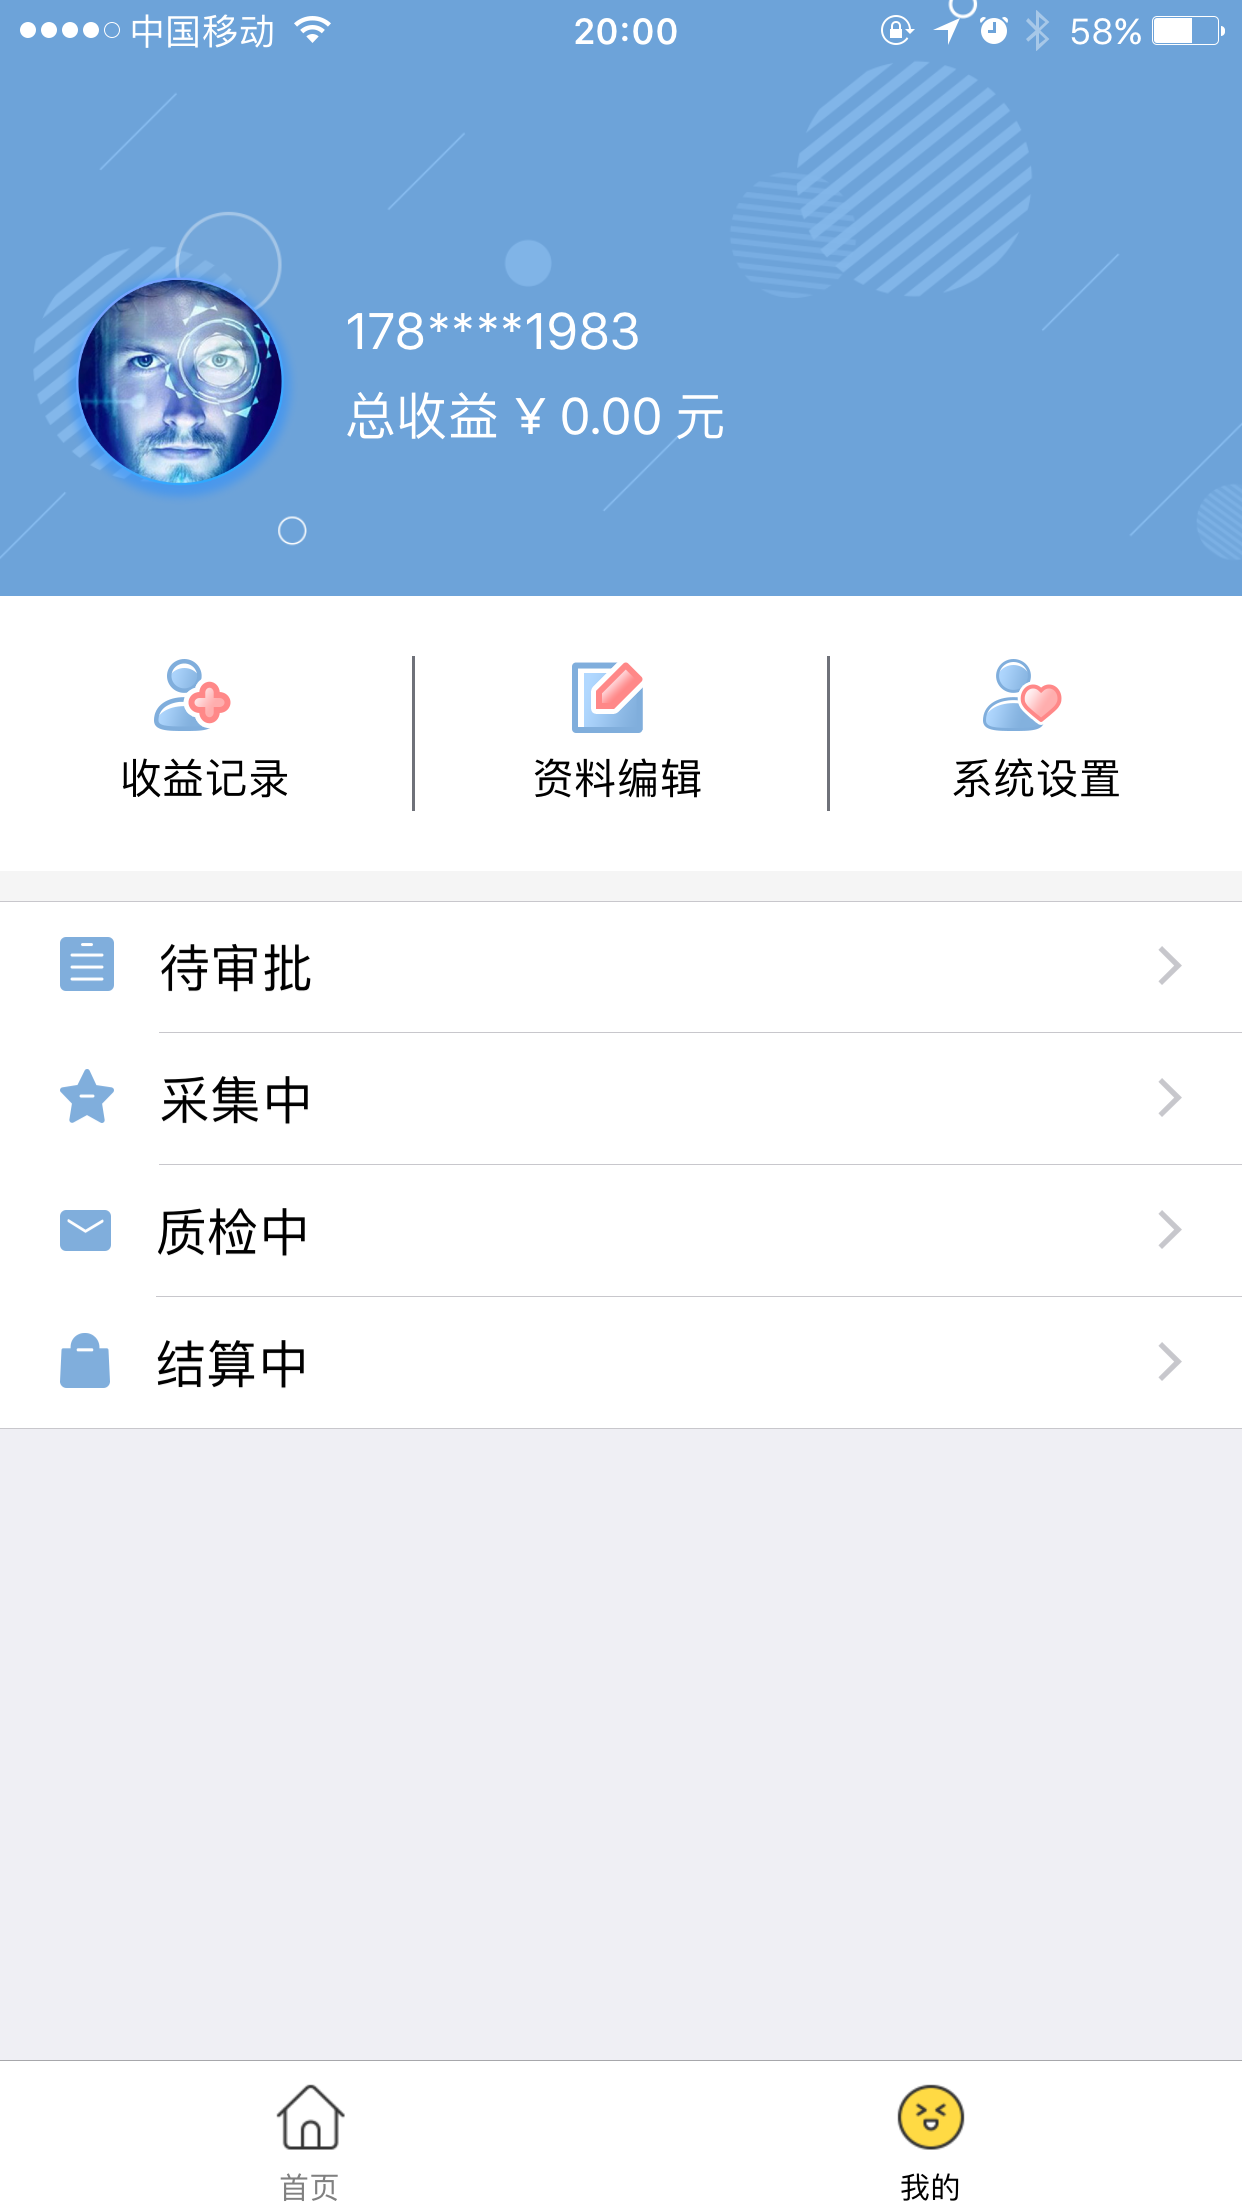 中国移动 20:00 58%
178****1983
总收益 ¥ 0.00 元
收益记录 资料编辑 系统设置
待审批
采集中
质检中
结算中
首页 我的